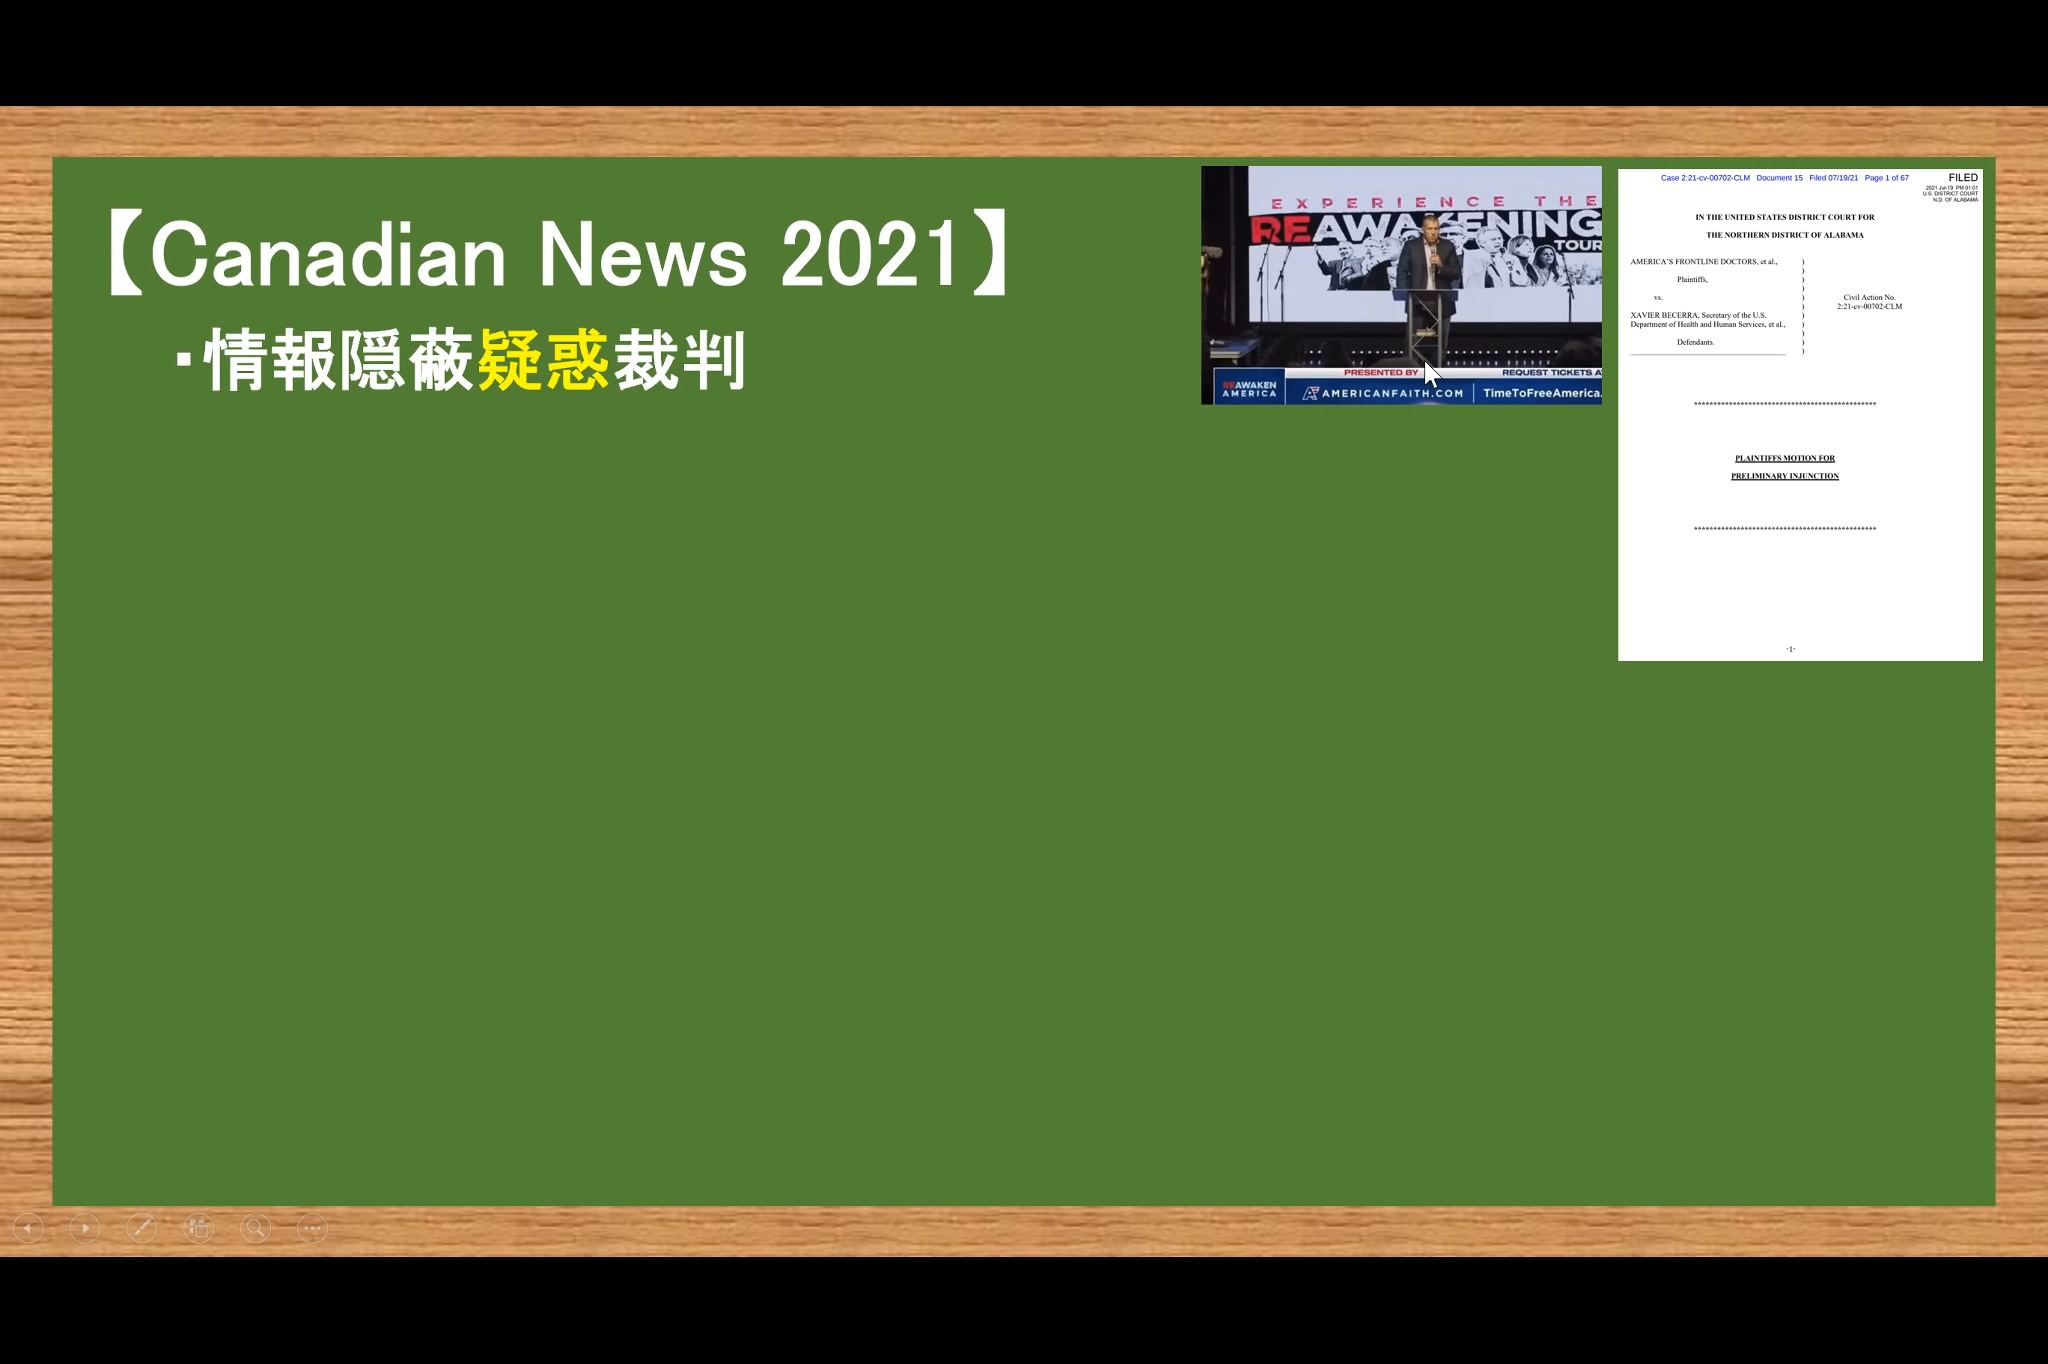 【Canadian News 2021】
・情報隠蔽疑惑裁判
EXPERIENCE THE
REAWAKENING
TOUR
PRESENTED BY
REQUEST TICKETS A
REAWAKEN
AMERICA
AMERICANFAITH.COM
TimeToFreeAmerica.
Case 2:21-cv-00702-CLM Document 15 Filed 07/19/21 Page 1 of 67
FILED
2021 Jul-19 PM 01:01
U.S. DISTRICT COURT
N.D. OF ALABAMA
IN THE UNITED STATES DISTRICT COURT FOR
THE NORTHERN DISTRICT OF ALABAMA
AMERICA'S FRONTLINE DOCTORS, et al., )
)
Plaintiffs, )
)
vs. ) Civil Action No.
) 2:21-cv-00702-CLM
XAVIER BECERRA, Secretary of the U.S. )
Department of Health and Human Services, et al., )
)
Defendants. )
)
***********************************************
PLAINTIFFS MOTION FOR
PRELIMINARY INJUNCTION
***********************************************
-1-